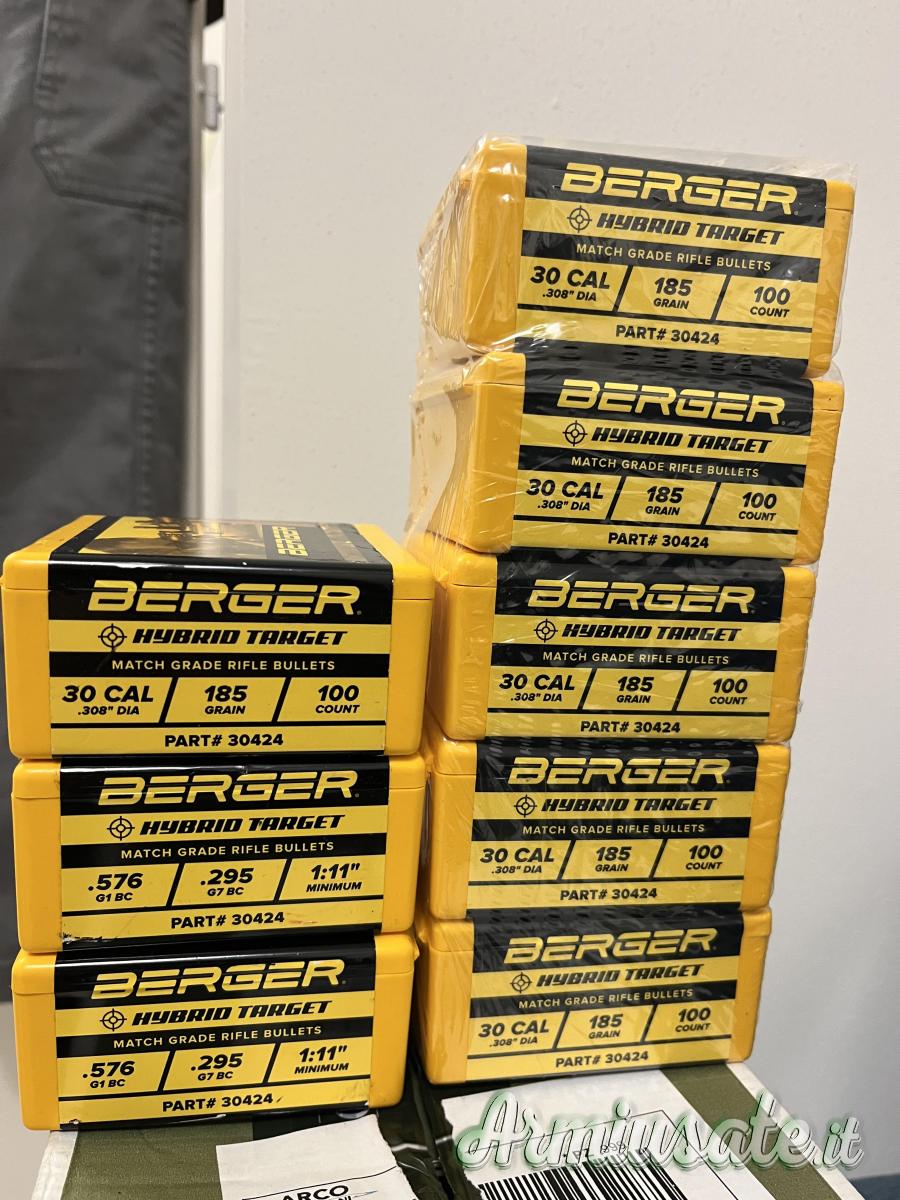 BERGER
HYBRID TARGET
MATCH GRADE RIFLE BULLETS
30 CAL 185 100
.308" DIA GRAIN COUNT
PART# 30424
BERGER
HYBRID TARGET
MATCH GRADE RIFLE BULLETS
.576 .295 1:11"
G1 BC G7 BC MINIMUM
PART# 30424
BERGER
HYBRID TARGET
MATCH GRADE RIFLE BULLETS
.576 .295 1:11"
G1 BC G7 BC MINIMUM
PART# 30424
BERGER
HYBRID TARGET
MATCH GRADE RIFLE BULLETS
30 CAL 185 100
.308" DIA GRAIN COUNT
PART# 30424
BERGER
HYBRID TARGET
MATCH GRADE RIFLE BULLETS
30 CAL 185 100
.308" DIA GRAIN COUNT
PART# 30424
BERGER
HYBRID TARGET
MATCH GRADE RIFLE BULLETS
30 CAL 185 100
.308" DIA GRAIN COUNT
PART# 30424
BERGER
HYBRID TARGET
MATCH GRADE RIFLE BULLETS
30 CAL 185 100
.308" DIA GRAIN COUNT
PART# 30424
BERGER
HYBRID TARGET
MATCH GRADE RIFLE BULLETS
30 CAL 185 100
.308" DIA GRAIN COUNT
PART# 30424
ARCO
Armiusate.it